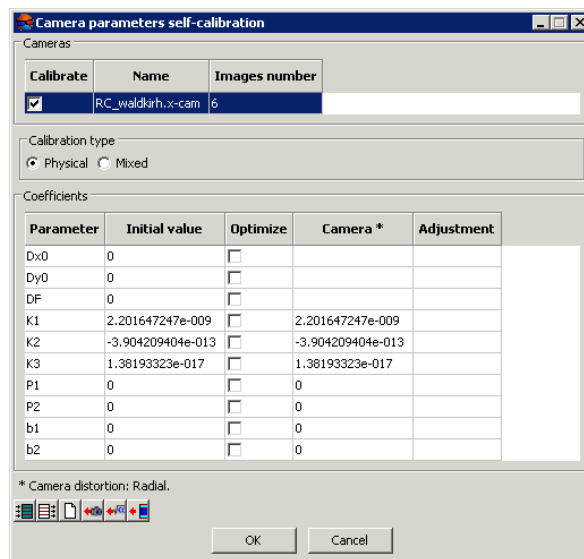 Camera parameters self-calibration
Cameras
Calibrate Name Images number
RC_waldkirh.x-cam 6
Calibration type
Physical Mixed
Coefficients
Parameter Initial value Optimize Camera * Adjustment
Dx0 0
Dy0 0
DF 0
K1 2.201647247e-009 2.201647247e-009
K2 -3.904209404e-013 -3.904209404e-013
K3 1.38193323e-017 1.38193323e-017
P1 0 0
P2 0 0
b1 0 0
b2 0 0
* Camera distortion: Radial.
OK Cancel